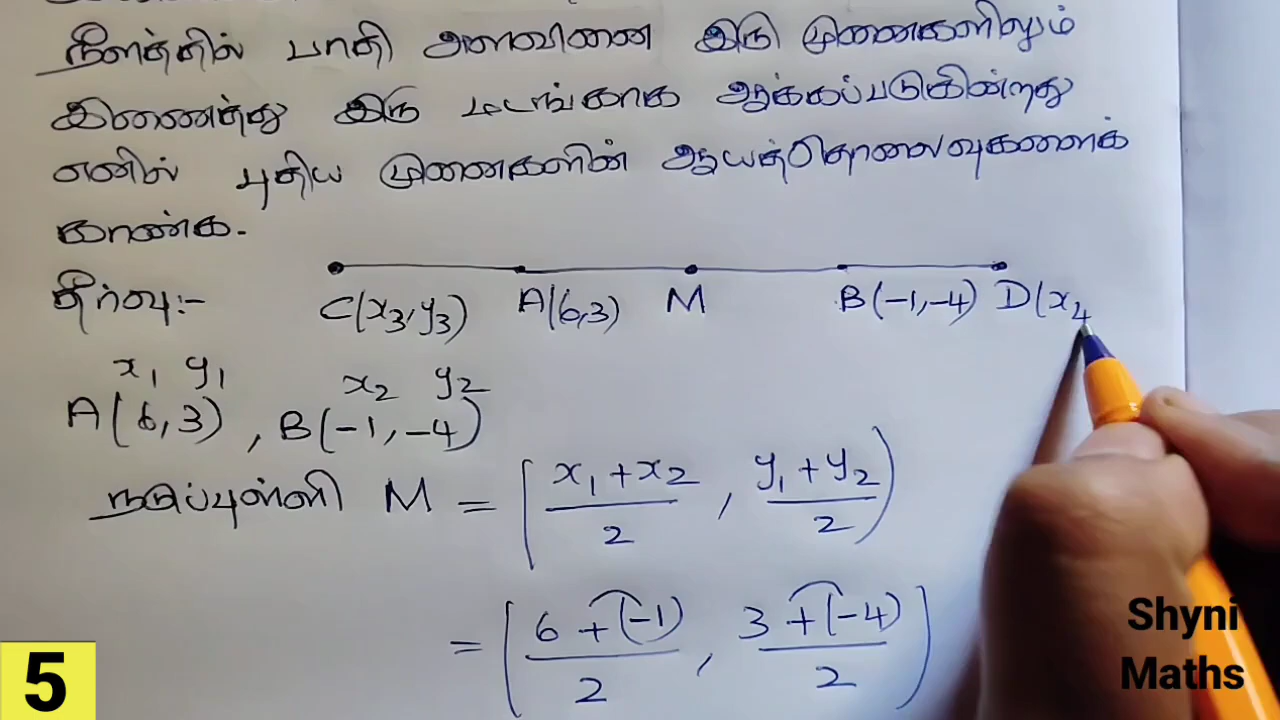 நீளத்தில் பாதி அளவினை இரு முனைகளிலும்
இணைத்து இரு மடங்காக ஆக்கப்படுகின்றது
எனில் புதிய முனைகளின் ஆயத்தொலைவுகளைக்
காண்க.
தீர்வு:-
C(x₃,y₃) A(6,3) M B(-1,-4) D(x₄
x₁ y₁ x₂ y₂
A(6,3), B(-1,-4)
நடுப்புள்ளி M = (x₁+x₂/2, y₁+y₂/2)
= (6+(-1)/2, 3+(-4)/2)
5
Shyni
Maths